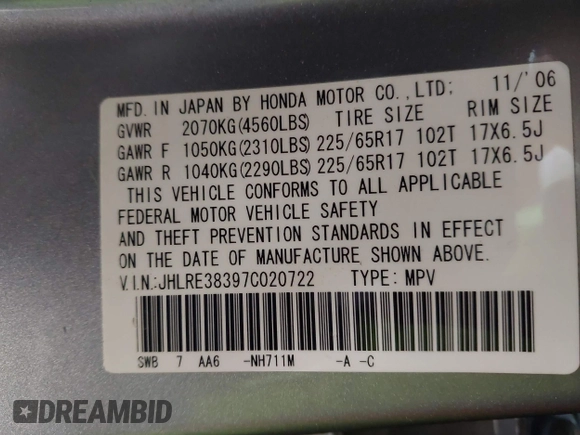 MFD. IN JAPAN BY HONDA MOTOR CO.,LTD; 11/'06
GVWR 2070KG(4560LBS) TIRE SIZE RIM SIZE
GAWR F 1050KG(2310LBS) 225/65R17 102T 17X6.5J
GAWR R 1040KG(2290LBS) 225/65R17 102T 17X6.5J
THIS VEHICLE CONFORMS TO ALL APPLICABLE
FEDERAL MOTOR VEHICLE SAFETY
AND THEFT PREVENTION STANDARDS IN EFFECT
ON THE DATE OF MANUFACTURE SHOWN ABOVE.
V.I.N.:JHLRE38397C020722 TYPE: MPV
SWB 7 AA6 -NH711M -A -C
DREAMBID